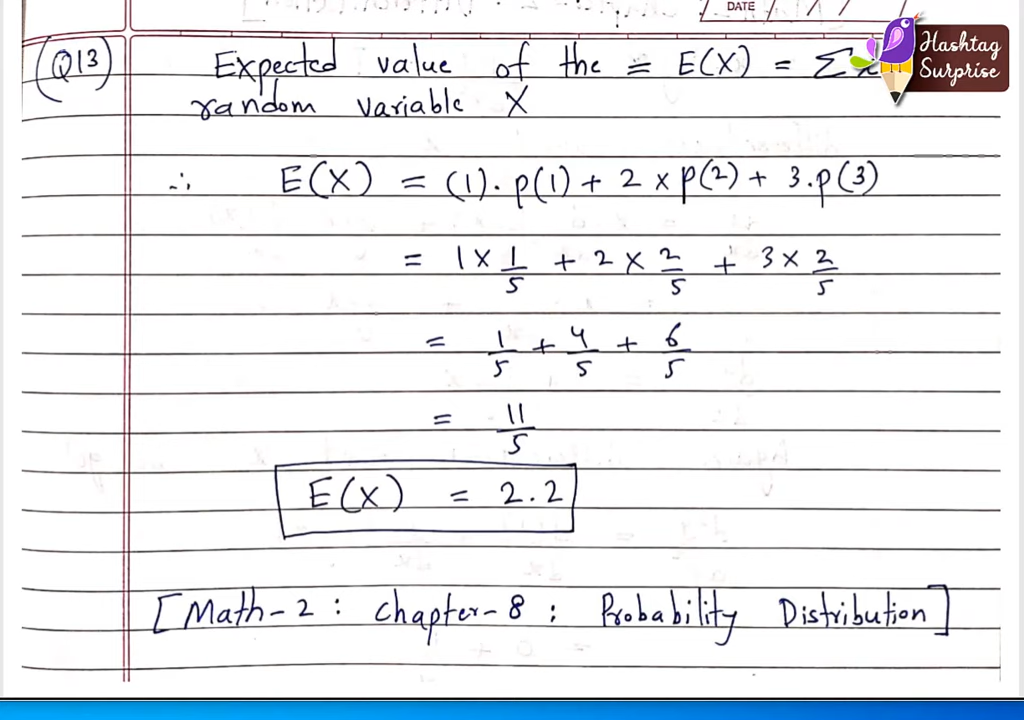 DATE
Hashtag
Surprise
(Q13) Expected value of the = E(X) = Σx
random variable X
∴ E(X) = (1). p(1) + 2 × p(2) + 3.p(3)
= 1 × 1/5 + 2 × 2/5 + 3 × 2/5
= 1/5 + 4/5 + 6/5
= 11/5
E(X) = 2.2
[Math-2 : Chapter-8 : Probability Distribution]